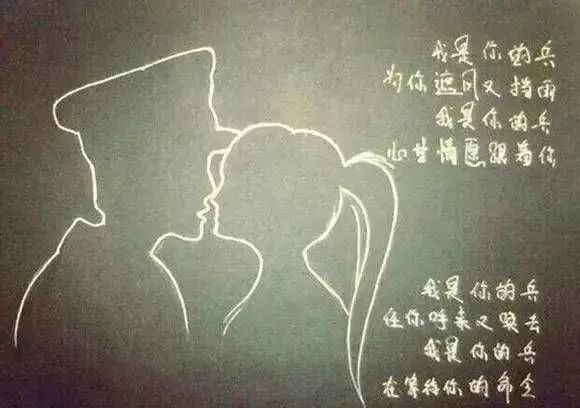 我是你的兵
为你遮风又挡雨
我是你的兵
心甘情愿跟着你
我是你的兵
任你呼来又唤去
我是你的兵
在等待你的命令